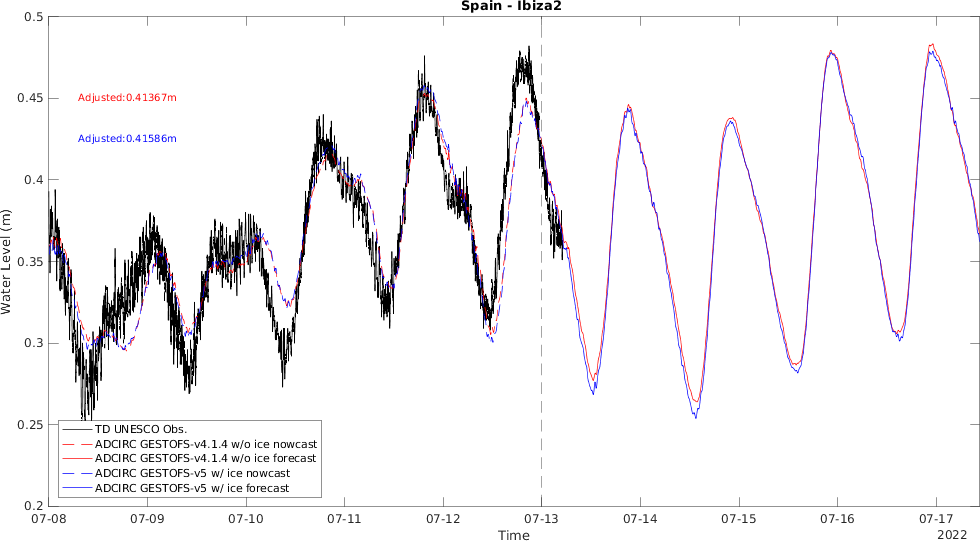 Spain - Ibiza2
0.5
0.45
0.4
0.35
0.3
0.25
0.2
Water Level (m)
Adjusted:0.41367m
Adjusted:0.41586m
TD UNESCO Obs.
ADCIRC GESTOFS-v4.1.4 w/o ice nowcast
ADCIRC GESTOFS-v4.1.4 w/o ice forecast
ADCIRC GESTOFS-v5 w/ ice nowcast
ADCIRC GESTOFS-v5 w/ ice forecast
07-08 07-09 07-10 07-11 07-12 07-13 07-14 07-15 07-16 07-17
Time
2022